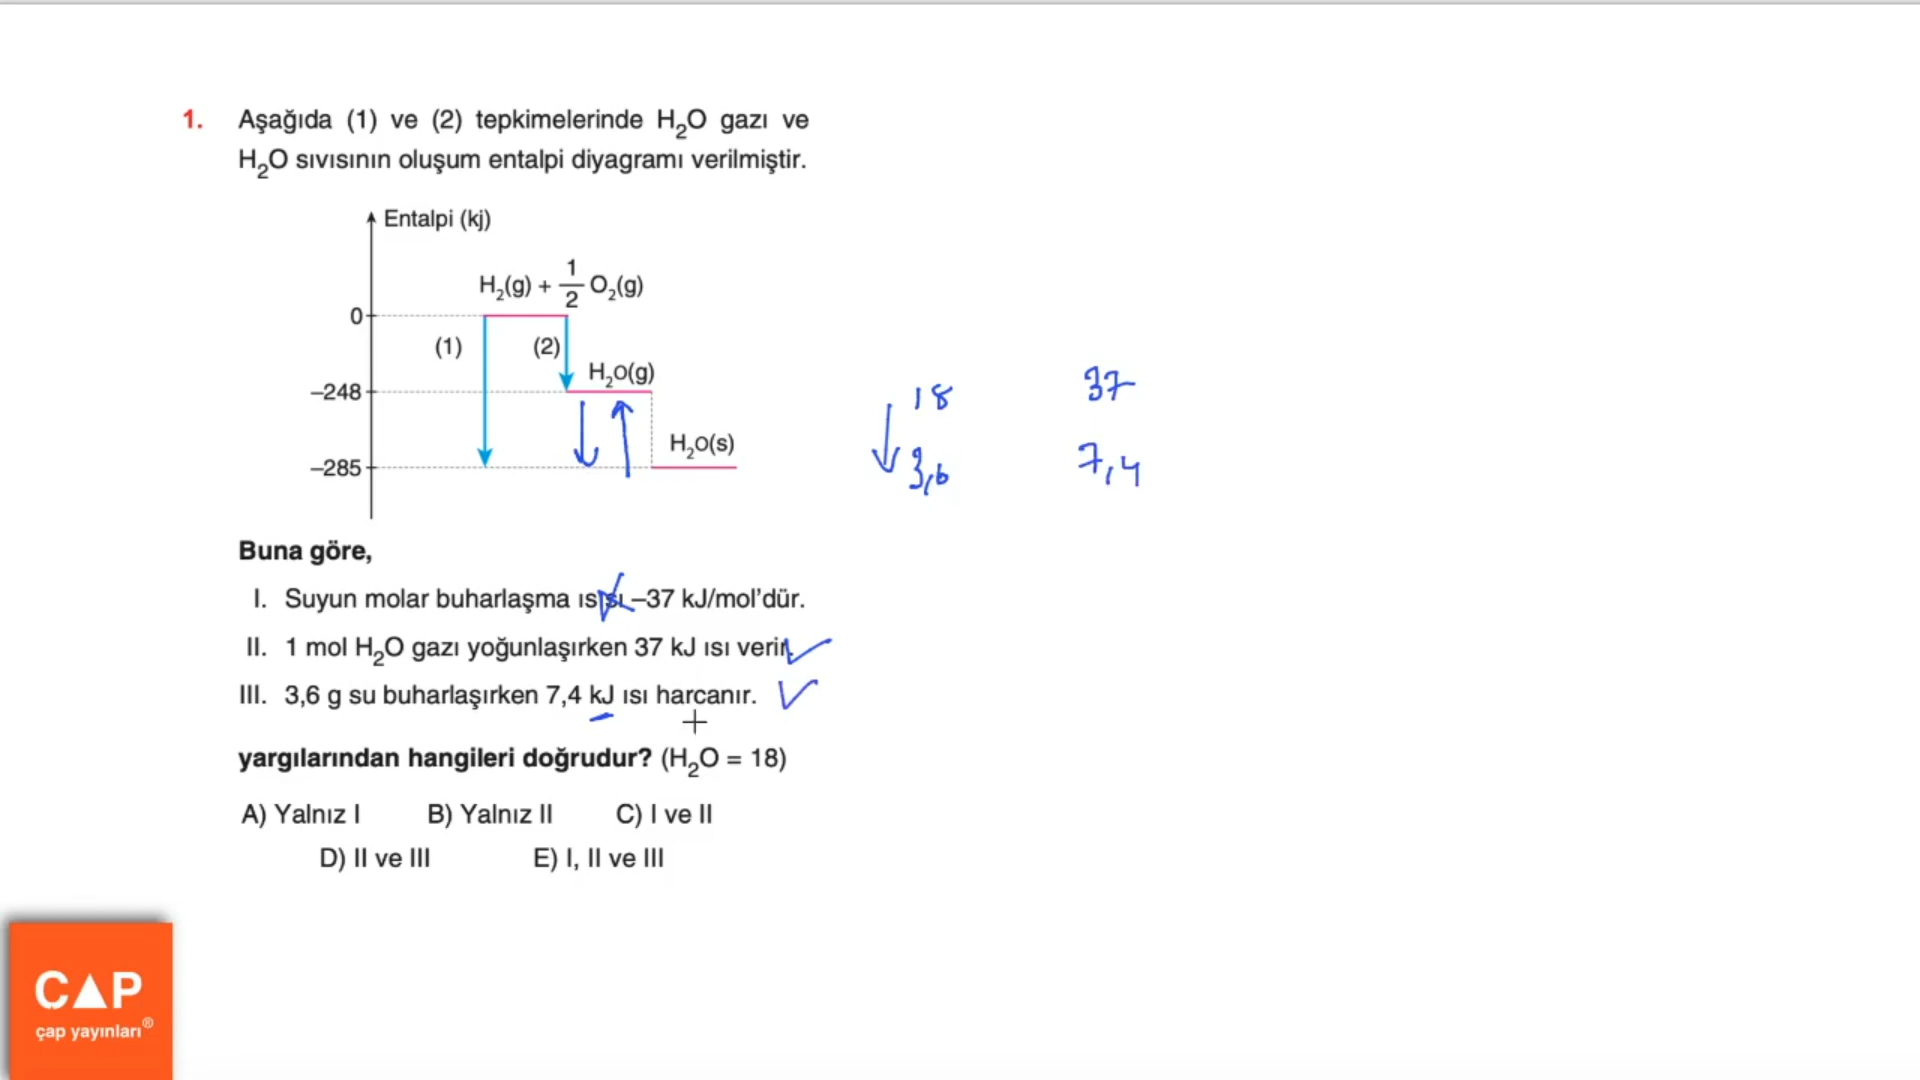 1. Aşağıda (1) ve (2) tepkimelerinde H₂O gazı ve
H₂O sıvısının oluşum entalpi diyagramı verilmiştir.
Entalpi (kj)
H₂(g) + 1/2 O₂(g)
0
(1) (2)
H₂O(g)
–248
H₂O(s)
–285
18 37
3,6 7,4
Buna göre,
I. Suyun molar buharlaşma ısısı –37 kJ/mol’dür.
II. 1 mol H₂O gazı yoğunlaşırken 37 kJ ısı verir.
III. 3,6 g su buharlaşırken 7,4 kJ ısı harcanır.
yargılarından hangileri doğrudur? (H₂O = 18)
A) Yalnız I B) Yalnız II C) I ve II
D) II ve III E) I, II ve III
CAP
çap yayınları®